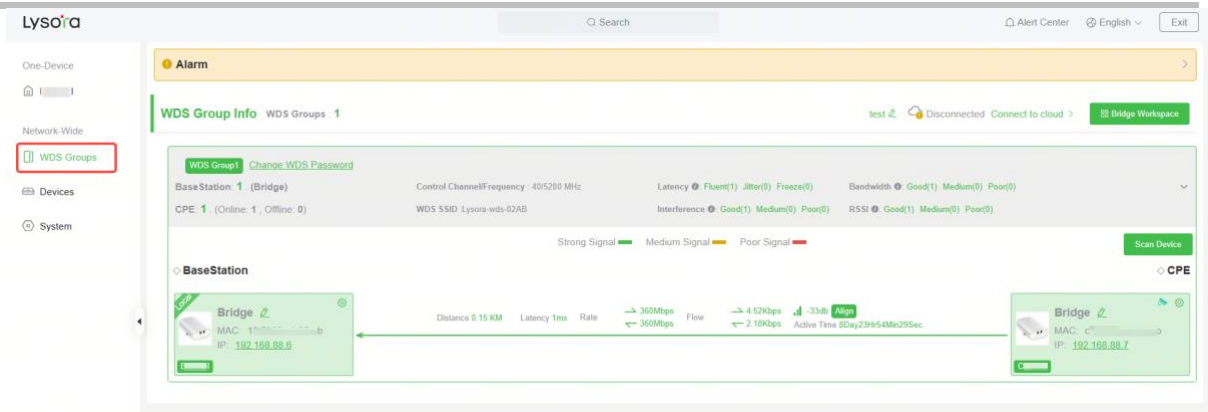 Lysora
Search
Alert Center English Exit
One-Device
Alarm
WDS Group Info WDS Groups : 1
test Disconnected Connect to cloud > Bridge Workspace
Network-Wide
WDS Groups
Devices
System
WDS Group1 Change WDS Password
BaseStation: 1 (Bridge) Control Channel/Frequency : 40/5200 MHz Latency : Fluent(1) Jitter(0) Freeze(0) Bandwidth : Good(1) Medium(0) Poor(0)
CPE: 1 (Online: 1 , Offline: 0) WDS SSID :Lysora-wds-02AB Interference : Good(1) Medium(0) Poor(0) RSSI : Good(1) Medium(0) Poor(0)
Strong Signal Medium Signal Poor Signal
Scan Device
BaseStation CPE
Local
Bridge
MAC:
IP: 192.168.88.6
Distance 0.15 KM Latency 1ms Rate 360Mbps Flow 4.52Kbps -33db Align
360Mbps 2.18Kbps Active Time 8Day23Hr54Min29Sec
Bridge
MAC:
IP: 192.168.88.7